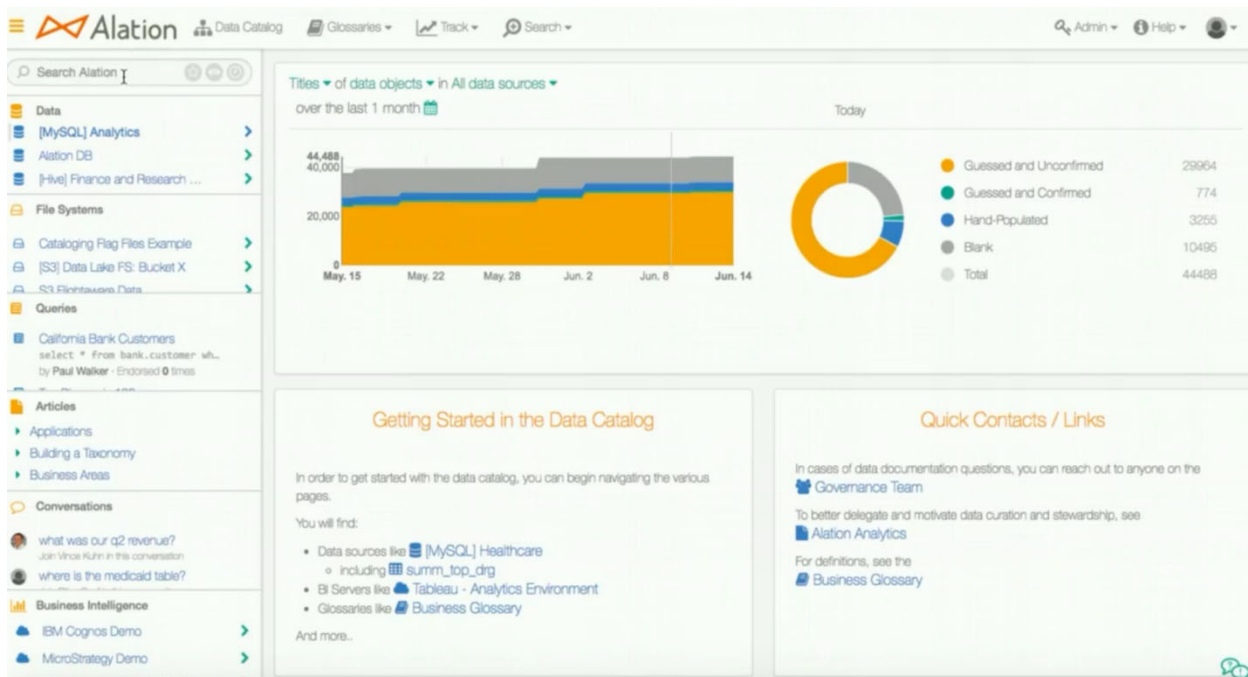 Alation
Data Catalog
Glossaries
Track
Search
Admin
Help
Search Alation
Data
[MySQL] Analytics
Alation DB
[Hive] Finance and Research ...
File Systems
Cataloging Flag Files Example
[S3] Data Lake FS: Bucket X
S3 Flightaware Data
Queries
California Bank Customers
select * from bank.customer wh…
by Paul Walker - Endorsed 0 times
Articles
Applications
Building a Taxonomy
Business Areas
Conversations
what was our q2 revenue?
Join Vince Kuhn in this conversation
where is the medicaid table?
Business Intelligence
IBM Cognos Demo
MicroStrategy Demo
Titles of data objects in All data sources
over the last 1 month
44,488
40,000
20,000
0
May. 15 May. 22 May. 28 Jun. 2 Jun. 8 Jun. 14
Today
Guessed and Unconfirmed 29964
Guessed and Confirmed 774
Hand-Populated 3255
Blank 10495
Total 44488
Getting Started in the Data Catalog
In order to get started with the data catalog, you can begin navigating the various
pages.
You will find:
• Data sources like [MySQL] Healthcare
including summ_top_drg
• BI Servers like Tableau - Analytics Environment
• Glossaries like Business Glossary
And more..
Quick Contacts / Links
In cases of data documentation questions, you can reach out to anyone on the
Governance Team
To better delegate and motivate data curation and stewardship, see
Alation Analytics
For definitions, see the
Business Glossary